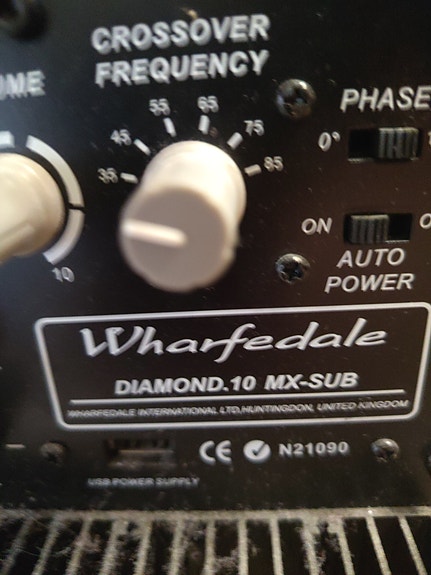 CROSSOVER
FREQUENCY
35
45
55
65
75
85
10
PHASE
0°
ON
AUTO
POWER
Wharfedale
DIAMOND.10 MX-SUB
WHARFEDALE INTERNATIONAL LTD, HUNTINGDON, UNITED KINGDOM
CE N21090
USB POWER SUPPLY